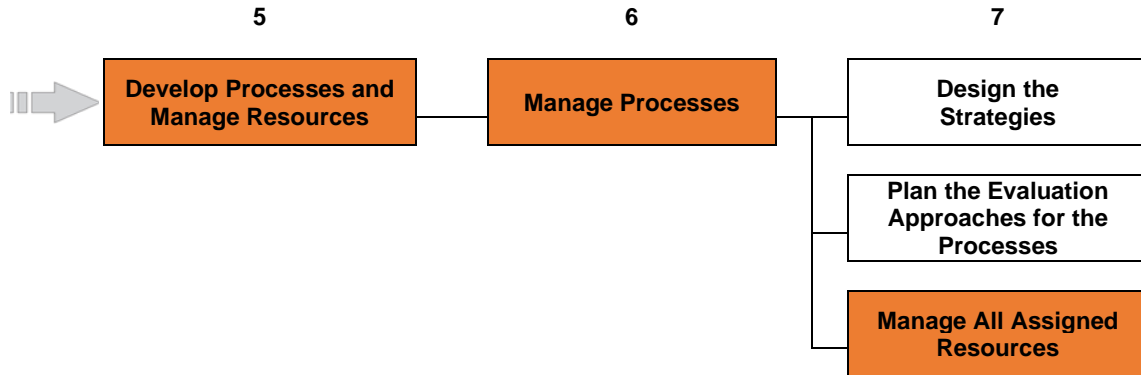 5
6
7
Develop Processes and
Manage Resources
Manage Processes
Design the
Strategies
Plan the Evaluation
Approaches for the
Processes
Manage All Assigned
Resources